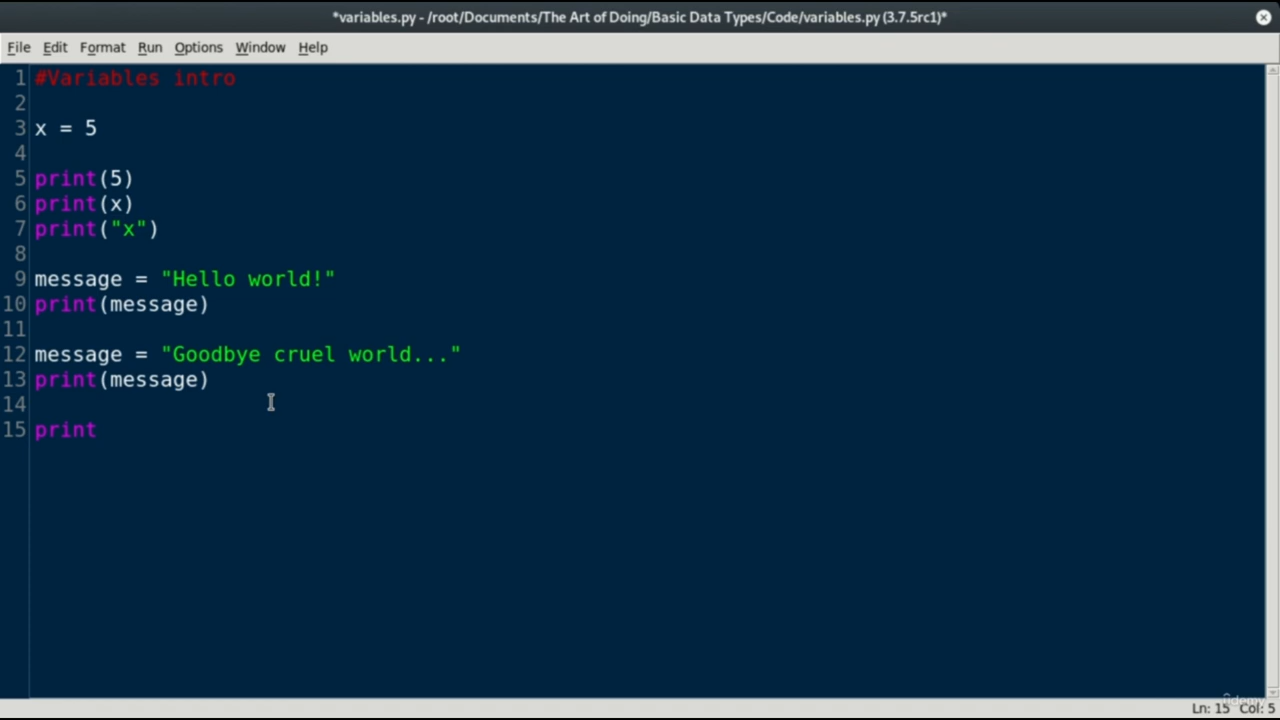 *variables.py - /root/Documents/The Art of Doing/Basic Data Types/Code/variables.py (3.7.5rc1)*
File Edit Format Run Options Window Help
1 #Variables intro
2
3 x = 5
4
5 print(5)
6 print(x)
7 print("x")
8
9 message = "Hello world!"
10 print(message)
11
12 message = "Goodbye cruel world..."
13 print(message)
14
15 print
udemy
Ln: 15 Col: 5